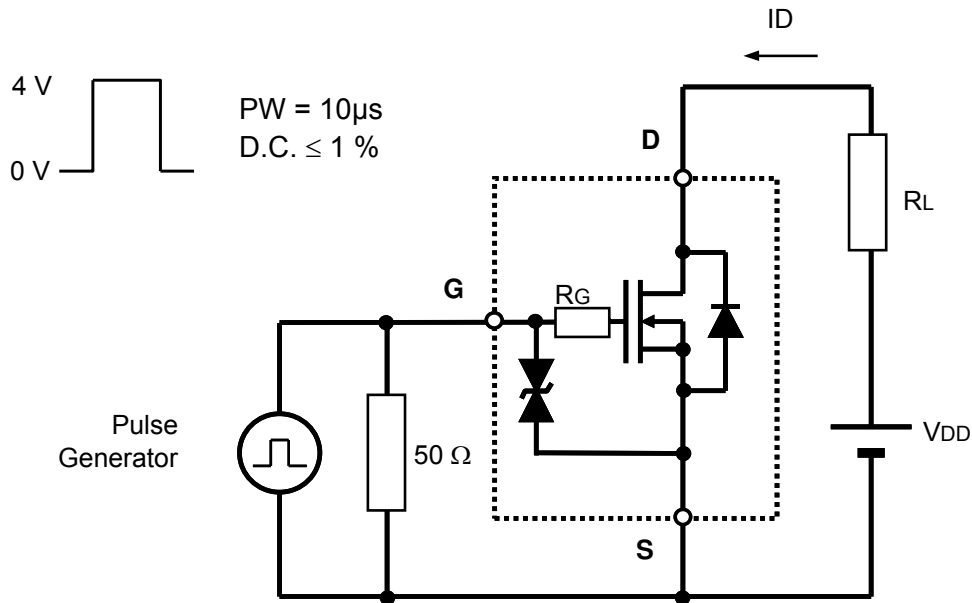 ID
4 V
PW = 10µs
D.C. ≤ 1 %
0 V
D
RL
G
RG
Pulse
Generator
50 Ω
VDD
S